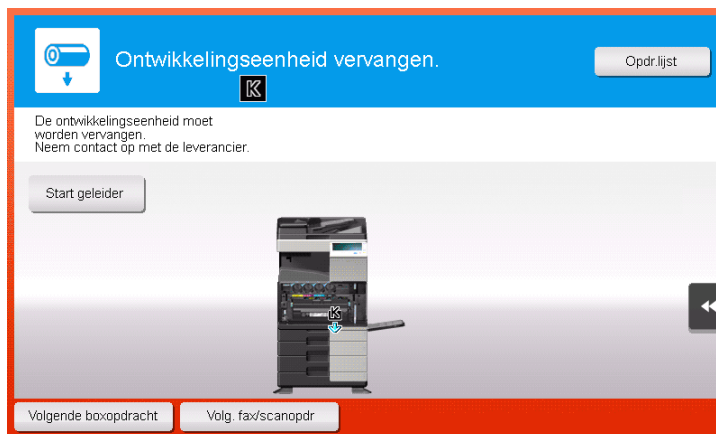 Ontwikkelingseenheid vervangen.
Opdr.lijst
K
De ontwikkelingseenheid moet
worden vervangen.
Neem contact op met de leverancier.
Start geleider
K
Volgende boxopdracht
Volg. fax/scanopdr